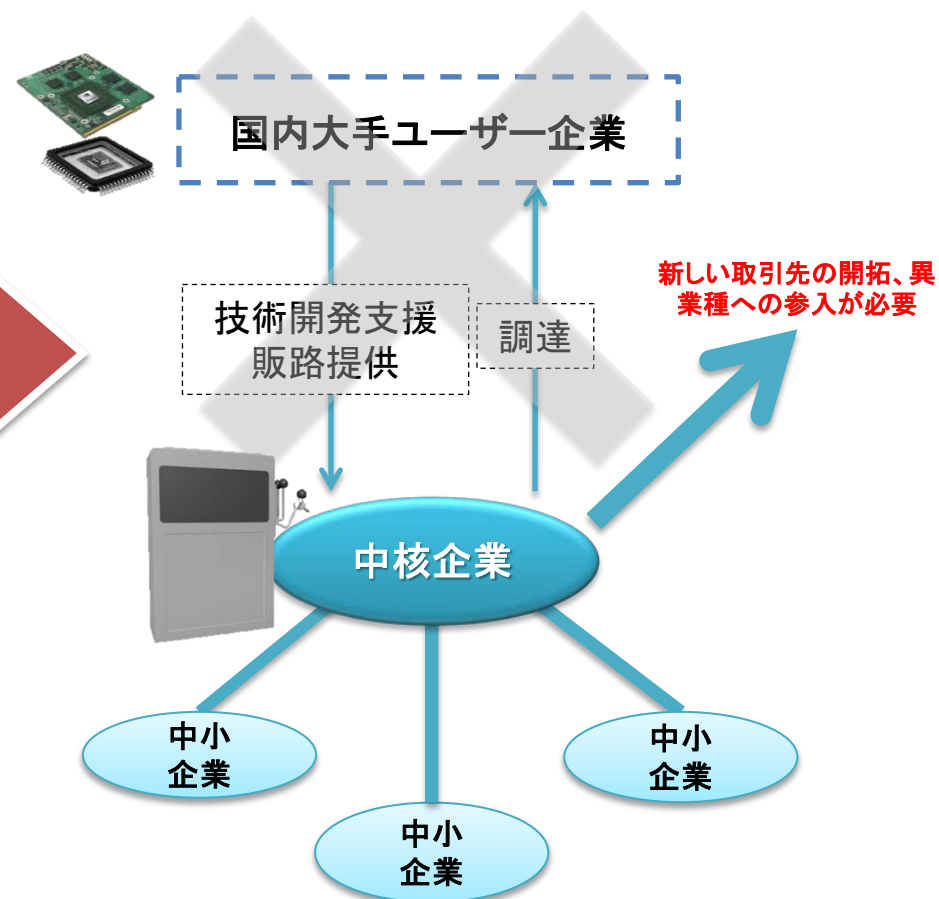 国内大手ユーザー企業
新しい取引先の開拓、異
業種への参入が必要
技術開発支援
販路提供
調達
中核企業
中小
企業
中小
企業
中小
企業